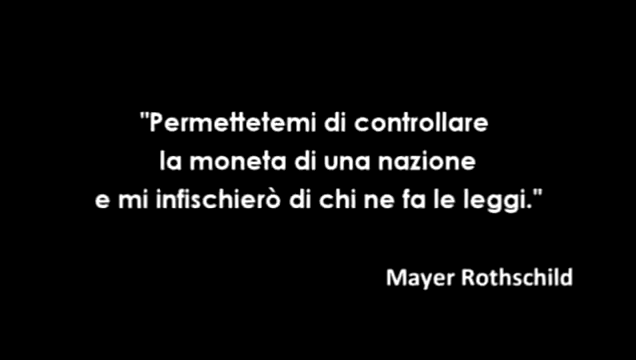 "Permettetemi di controllare
la moneta di una nazione
e mi infischierò di chi ne fa le leggi."
Mayer Rothschild